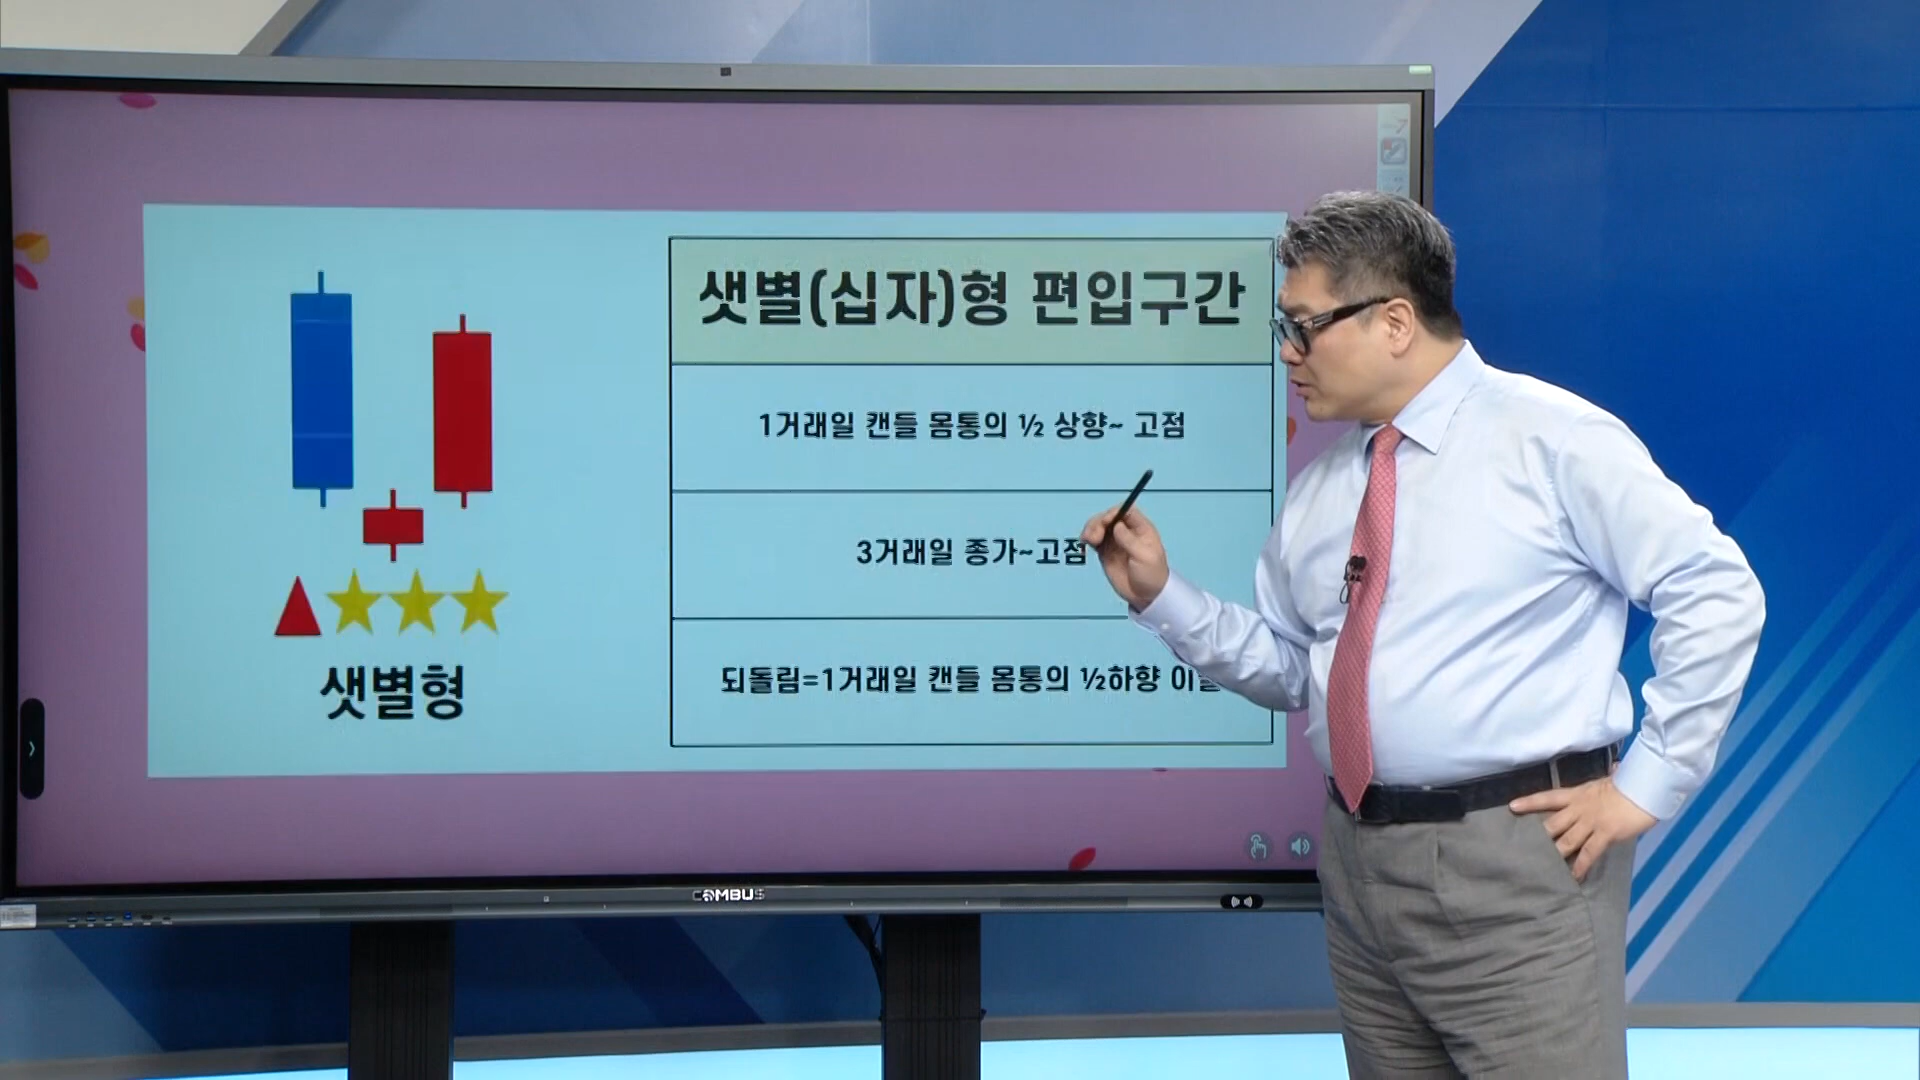 샛별(십자)형 편입구간
1거래일 캔들 몸통의 ½ 상향~ 고점
3거래일 종가~고점
되돌림=1거래일 캔들 몸통의 ½하향
샛별형
COMBUS